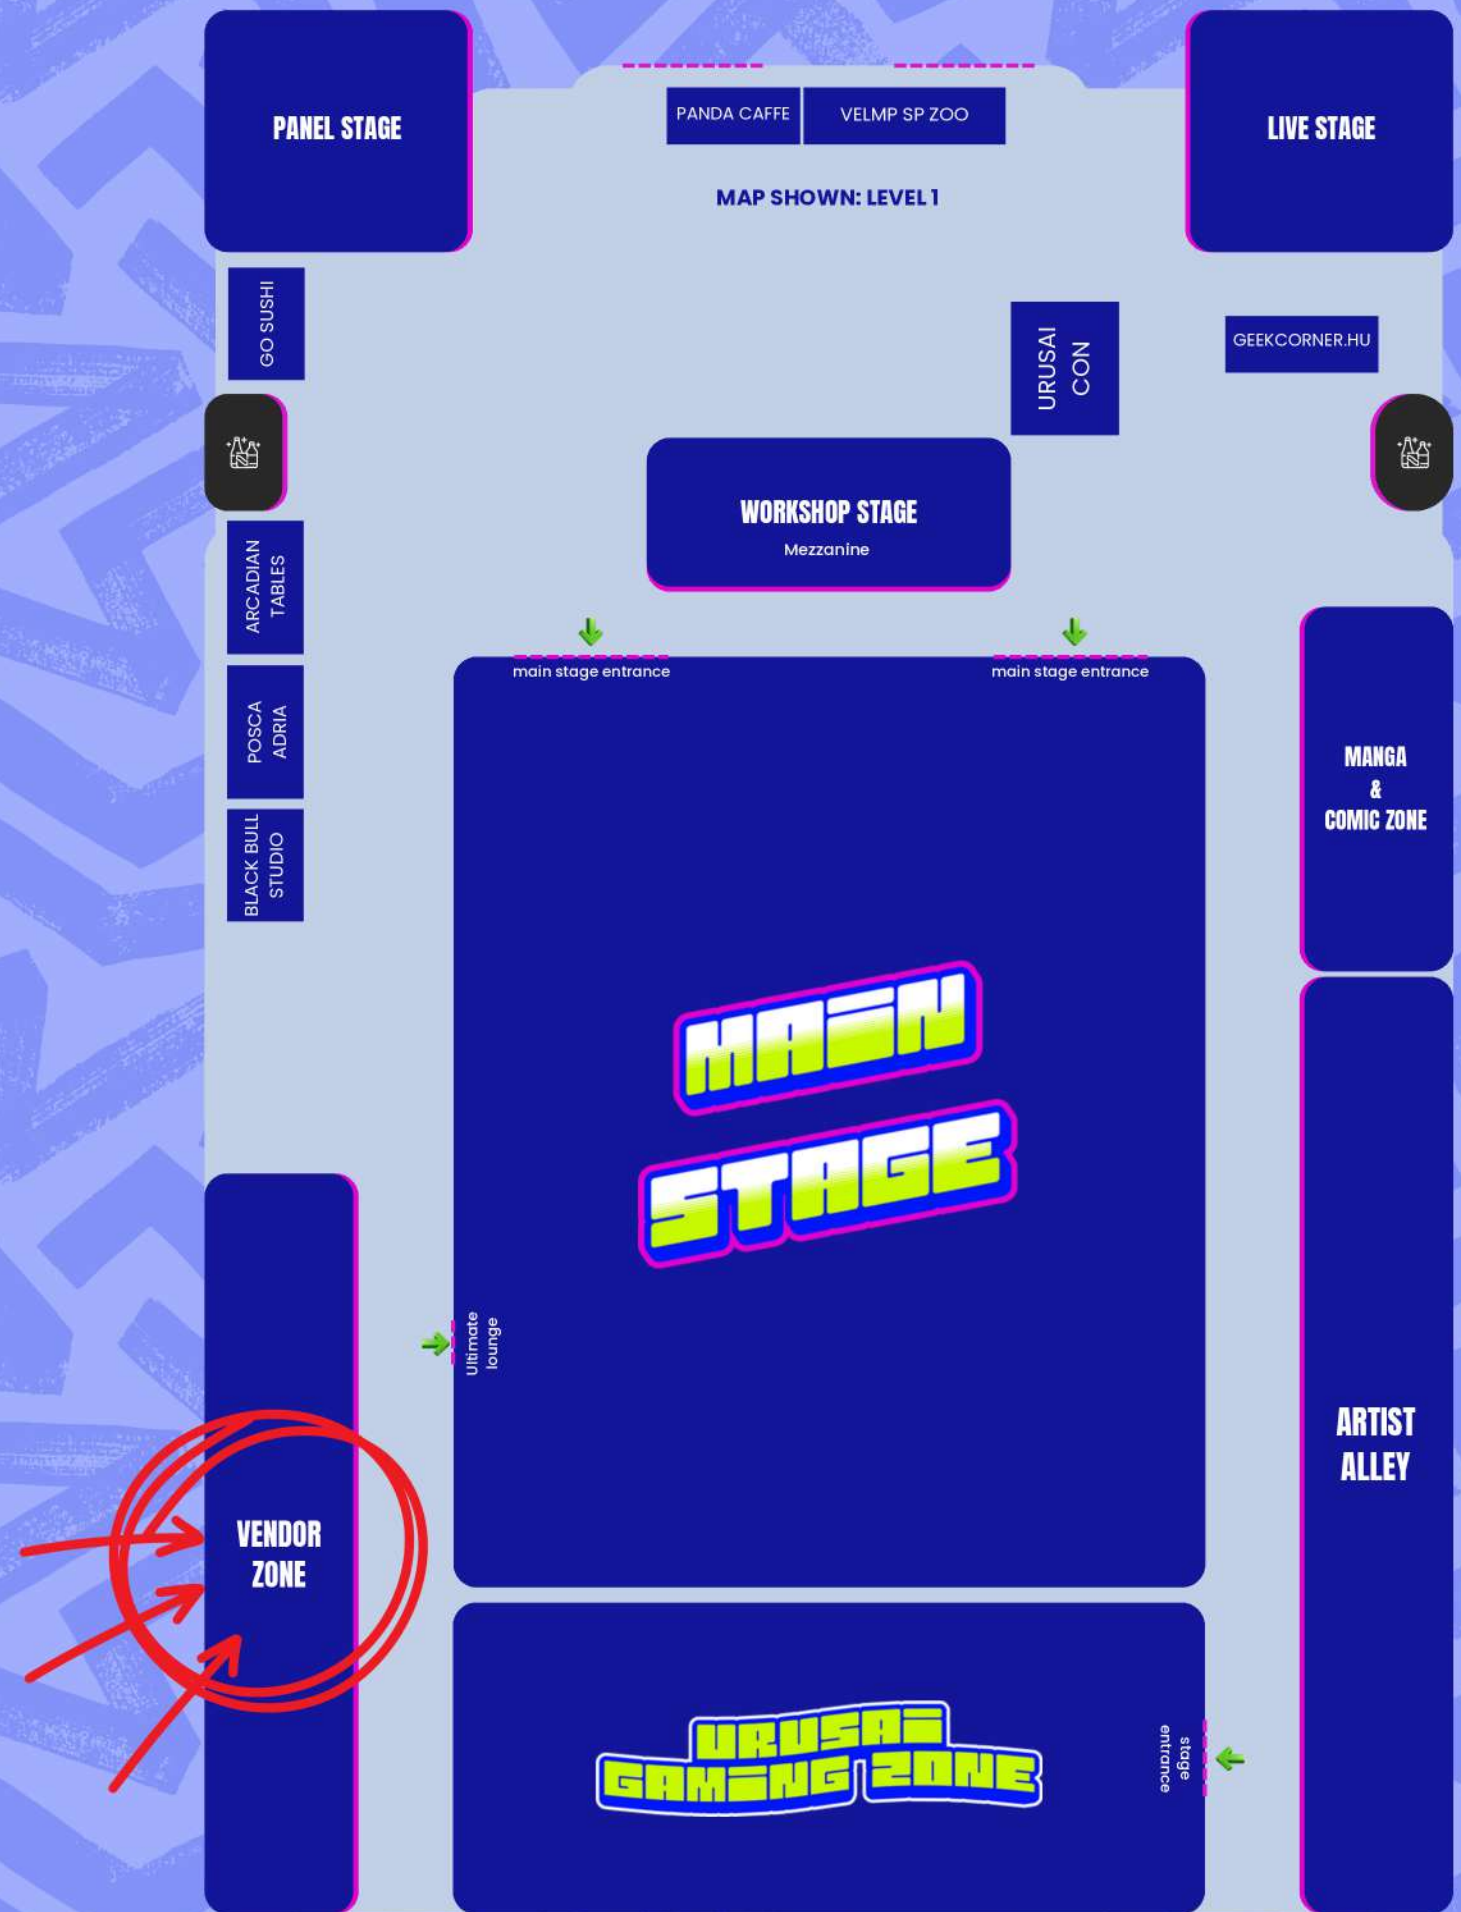 PANEL STAGE
PANDA CAFFE
VELMP SP ZOO
LIVE STAGE
MAP SHOWN: LEVEL 1
GO SUSHI
URUSAI
CON
GEEKCORNER.HU
WORKSHOP STAGE
Mezzanine
ARCADIAN
TABLES
main stage entrance
main stage entrance
POSCA
ADRIA
MANGA
&
COMIC ZONE
BLACK BULL
STUDIO
MAIN
STAGE
Ultimate
lounge
ARTIST
ALLEY
VENDOR
ZONE
URUSAI
GAMING ZONE
stage
entrance